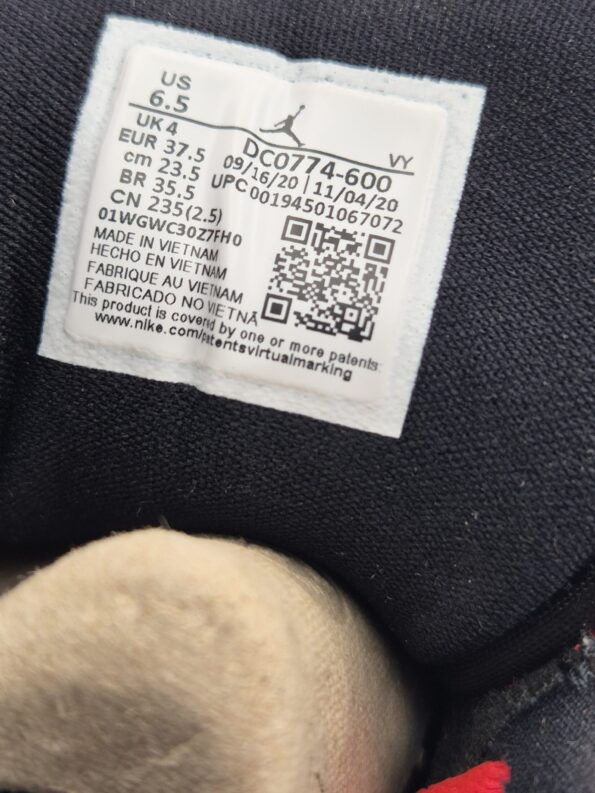 US
6.5
UK 4
EUR 37.5
cm 23.5
BR 35.5
CN 235(2.5)
01WGWC30Z7FH0
VY
DC0774-600
09/16/20 | 11/04/20
UPC 00194501067072
MADE IN VIETNAM
HECHO EN VIETNAM
FABRIQUE AU VIETNAM
FABRICADO NO VIETNÃ
This product is covered by one or more patents:
www.nike.com/patentsvirtualmarking